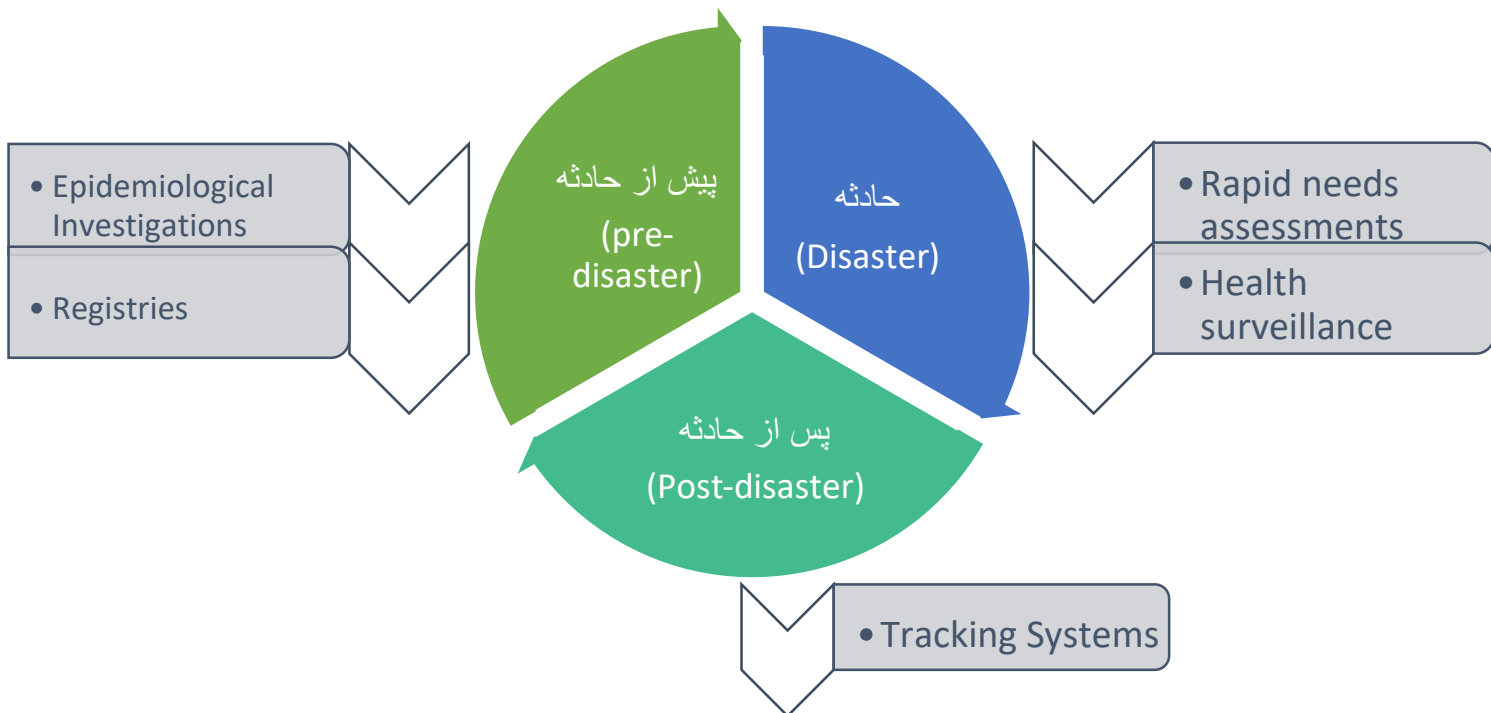 • Epidemiological
Investigations
• Registries
پیش از حادثه
(pre-
disaster)
حادثه
(Disaster)
• Rapid needs
assessments
• Health
surveillance
پس از حادثه
(Post-disaster)
• Tracking Systems